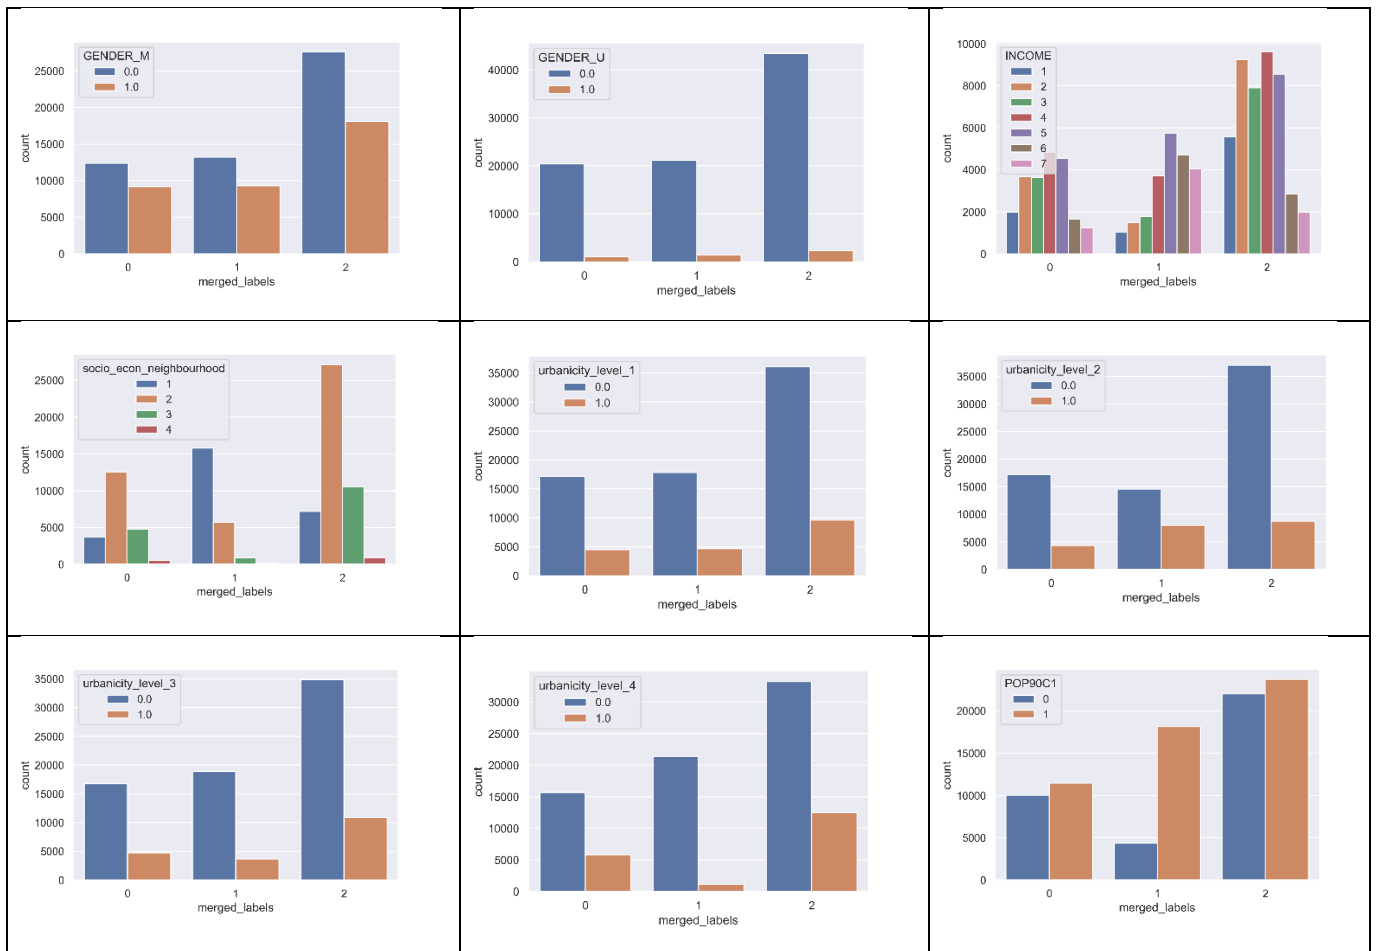 GENDER_M
0.0
1.0
25000
20000
15000
10000
5000
0
count
0 1 2
merged_labels
GENDER_U
0.0
1.0
40000
30000
20000
10000
0
count
0 1 2
merged_labels
INCOME
1
2
3
4
5
6
7
10000
8000
6000
4000
2000
0
count
0 1 2
merged_labels
socio_econ_neighbourhood
1
2
3
4
25000
20000
15000
10000
5000
0
count
0 1 2
merged_labels
urbanicity_level_1
0.0
1.0
35000
30000
25000
20000
15000
10000
5000
0
count
0 1 2
merged_labels
urbanicity_level_2
0.0
1.0
35000
30000
25000
20000
15000
10000
5000
0
count
0 1 2
merged_labels
urbanicity_level_3
0.0
1.0
35000
30000
25000
20000
15000
10000
5000
0
count
0 1 2
merged_labels
urbanicity_level_4
0.0
1.0
30000
25000
20000
15000
10000
5000
0
count
0 1 2
merged_labels
POP90C1
0
1
20000
15000
10000
5000
0
count
0 1 2
merged_labels